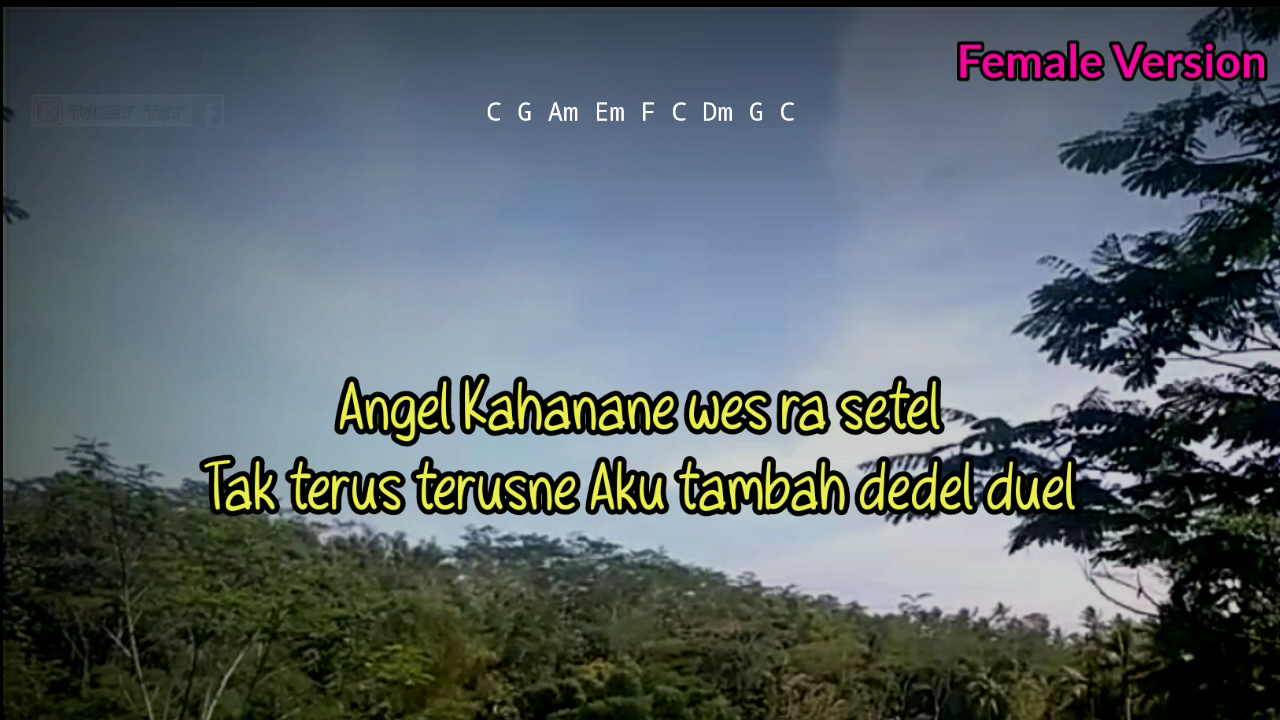 Female Version
C G Am Em F C Dm G C
Angel Kahanane wes ra setel
Tak terus terusne Aku tambah dedel duel